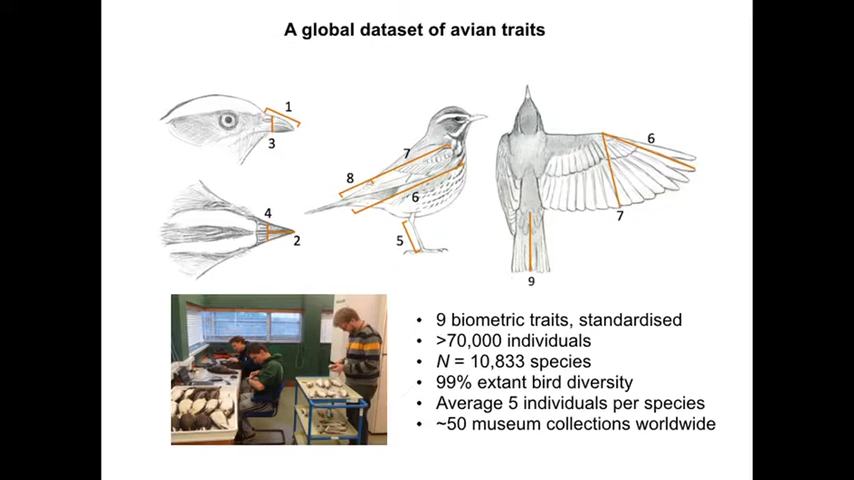 A global dataset of avian traits
1
3
4
2
7
8
6
5
6
7
9
• 9 biometric traits, standardised
• >70,000 individuals
• N = 10,833 species
• 99% extant bird diversity
• Average 5 individuals per species
• ~50 museum collections worldwide